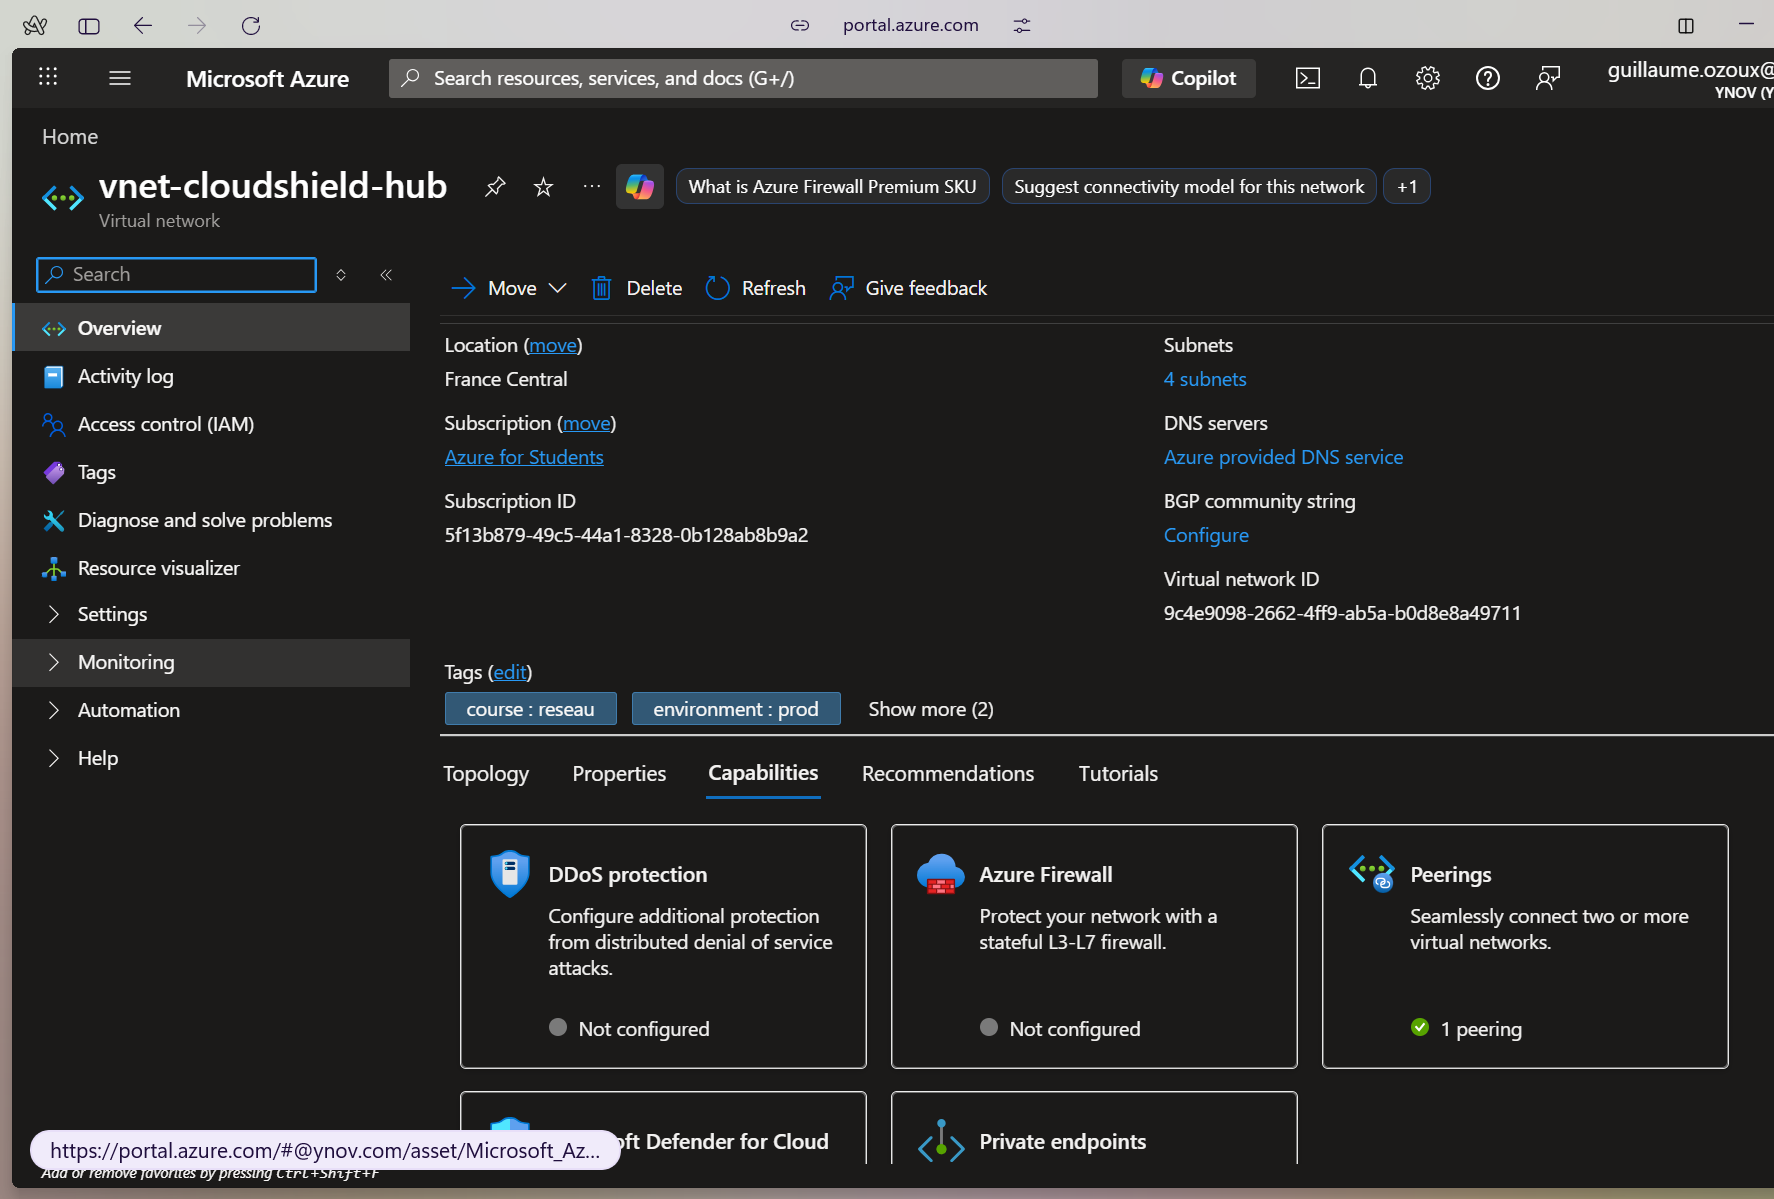 portal.azure.com
Microsoft Azure
Search resources, services, and docs (G+/)
Copilot
guillaume.ozoux@
YNOV (Y
Home
vnet-cloudshield-hub
Virtual network
What is Azure Firewall Premium SKU
Suggest connectivity model for this network
+1
Search
Overview
Activity log
Access control (IAM)
Tags
Diagnose and solve problems
Resource visualizer
Settings
Monitoring
Automation
Help
Move
Delete
Refresh
Give feedback
Location (move)
France Central
Subscription (move)
Azure for Students
Subscription ID
5f13b879-49c5-44a1-8328-0b128ab8b9a2
Subnets
4 subnets
DNS servers
Azure provided DNS service
BGP community string
Configure
Virtual network ID
9c4e9098-2662-4ff9-ab5a-b0d8e8a49711
Tags (edit)
course : reseau
environment : prod
Show more (2)
Topology
Properties
Capabilities
Recommendations
Tutorials
DDoS protection
Configure additional protection
from distributed denial of service
attacks.
Not configured
Azure Firewall
Protect your network with a
stateful L3-L7 firewall.
Not configured
Peerings
Seamlessly connect two or more
virtual networks.
1 peering
ft Defender for Cloud
Private endpoints
https://portal.azure.com/#@ynov.com/asset/Microsoft_Az...
Add or remove favorites by pressing Ctrl+Shift+F